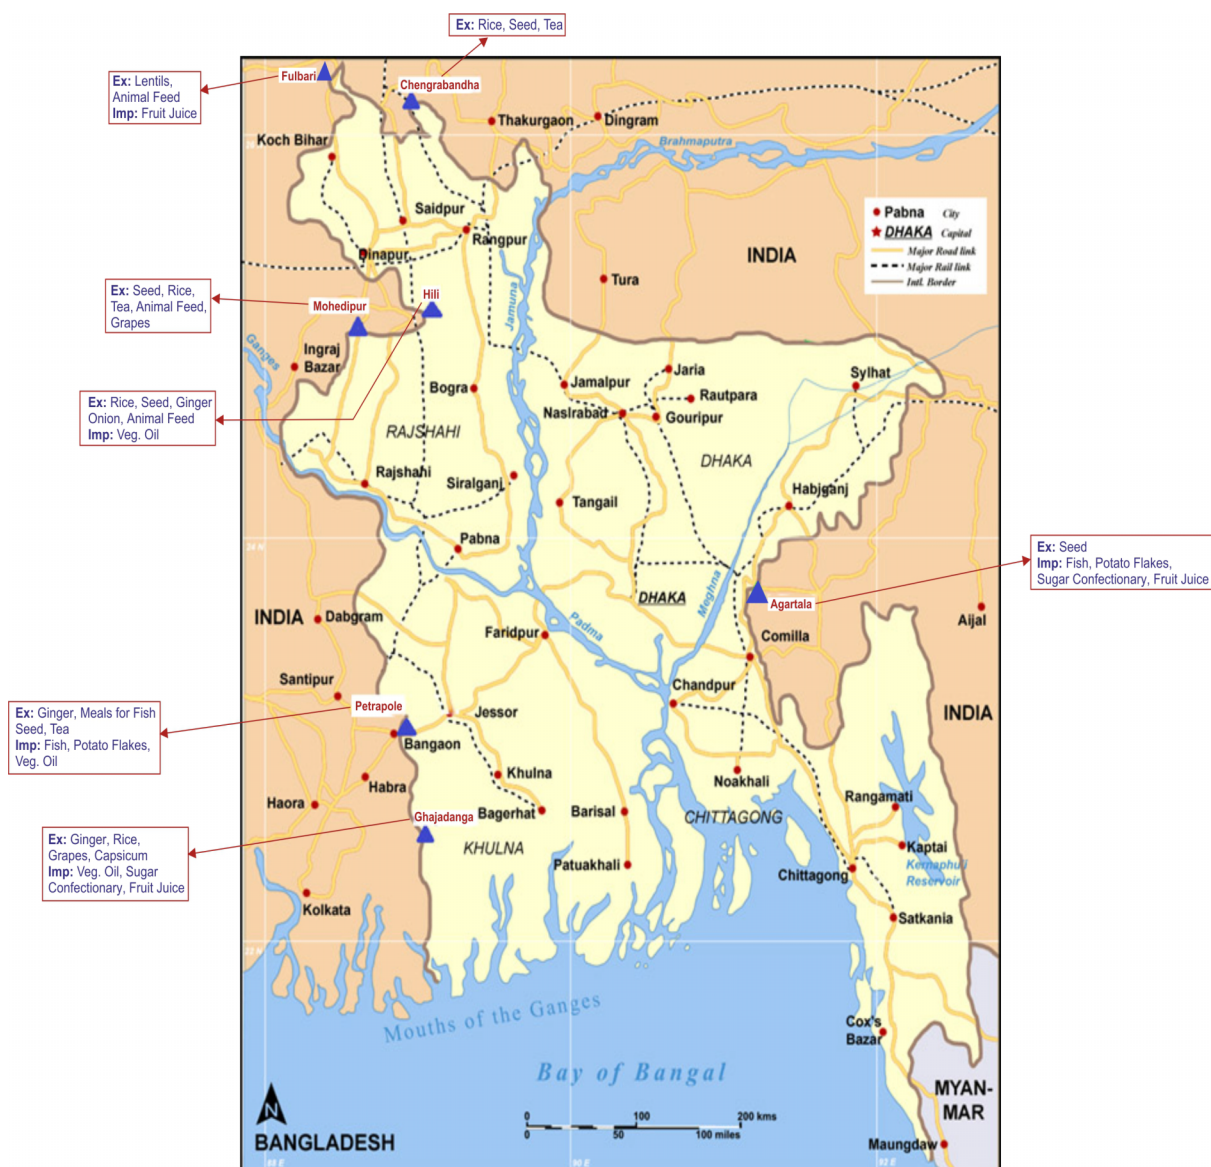 Ex: Rice, Seed, Tea
Fulbari
Chengrabandha
Ex: Lentils,
Animal Feed
Imp: Fruit Juice
Thakurgaon
Dingram
Koch Bihar
Brahmaputra
Saidpur
Rangpur
Dinapur
Pabna City
DHAKA Capital
Major Road link
Major Rail link
Intl. Border
INDIA
Tura
Ex: Seed, Rice,
Tea, Animal Feed,
Grapes
Mohedipur
Hili
Jamuna
Ganges
Ingraj
Bazar
Bogra
Jamalpur
Jaria
Rautpara
Sylhat
Naslrabad
Gouripur
Ex: Rice, Seed, Ginger
Onion, Animal Feed
Imp: Veg. Oil
RAJSHAHI
DHAKA
Rajshahi
Siralganj
Tangail
Habjganj
Pabna
24 N
Ex: Seed
Imp: Fish, Potato Flakes,
Sugar Confectionary, Fruit Juice
Meghna
DHAKA
Agartala
INDIA
Dabgram
Faridpur
Padma
Comilla
Aijal
Santipur
Chandpur
Petrapole
Jessor
INDIA
Ex: Ginger, Meals for Fish
Seed, Tea
Imp: Fish, Potato Flakes,
Veg. Oil
Bangaon
Habra
Khulna
Noakhali
Haora
Ghajadanga
Bagerhat
Barisal
CHITTAGONG
Rangamati
Ex: Ginger, Rice,
Grapes, Capsicum
Imp: Veg. Oil, Sugar
Confectionary, Fruit Juice
KHULNA
Patuakhali
Kaptai
Kernaphuli
Reservoir
Chittagong
Kolkata
Satkania
22 N
Mouths of the Ganges
Cox's
Bazar
Bay of Bangal
MYAN-
MAR
N
BANGLADESH
0 100 200 kms
0 50 100 miles
Maungdaw
88 E
90 E
92 E